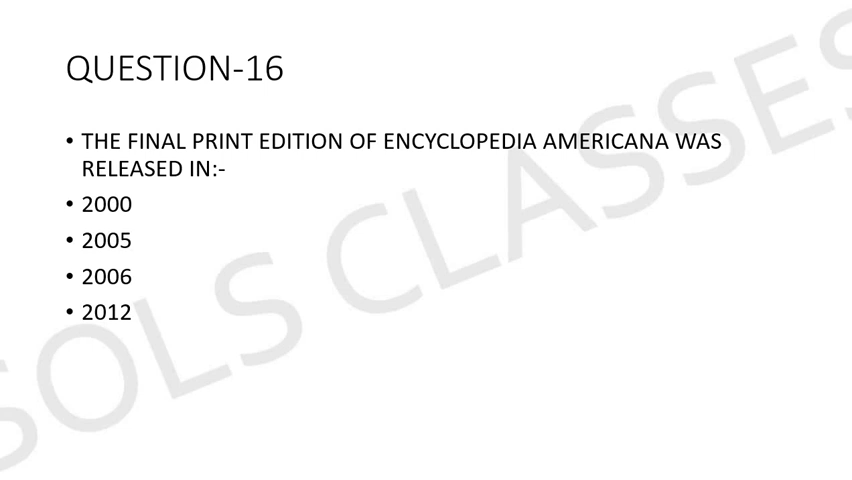 QUESTION-16
• THE FINAL PRINT EDITION OF ENCYCLOPEDIA AMERICANA WAS
RELEASED IN:-
• 2000
• 2005
• 2006
• 2012
SOLS CLASSES